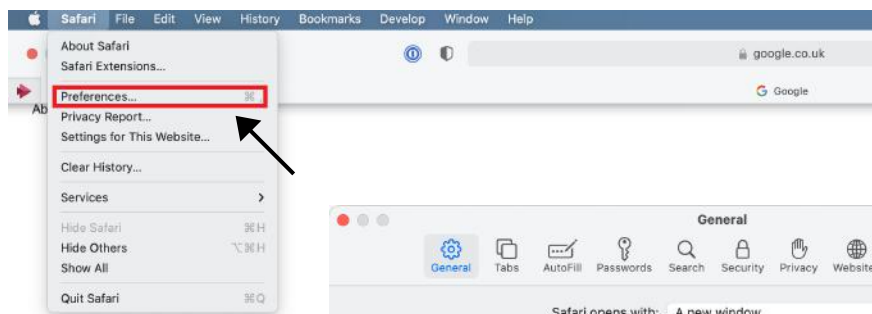 Safari File Edit View History Bookmarks Develop Window Help
About Safari
Safari Extensions...
google.co.uk
Preferences... ⌘ ,
G Google
Ab
Privacy Report...
Settings for This Website...
Clear History...
Services >
Hide Safari ⌘H
Hide Others ⌥⌘H
Show All
Quit Safari ⌘Q
General
General Tabs AutoFill Passwords Search Security Privacy Website
Safari opens with: A new window